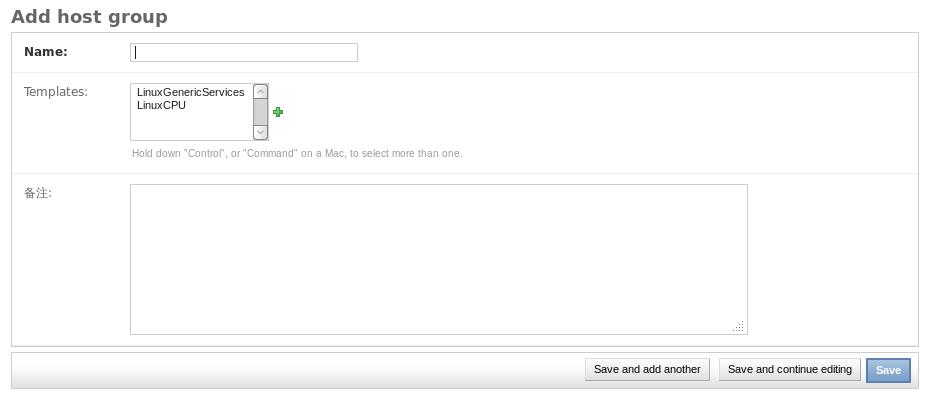 Add host group
Name:
Templates:
LinuxGenericServices
LinuxCPU
Hold down "Control", or "Command" on a Mac, to select more than one.
备注:
Save and add another
Save and continue editing
Save